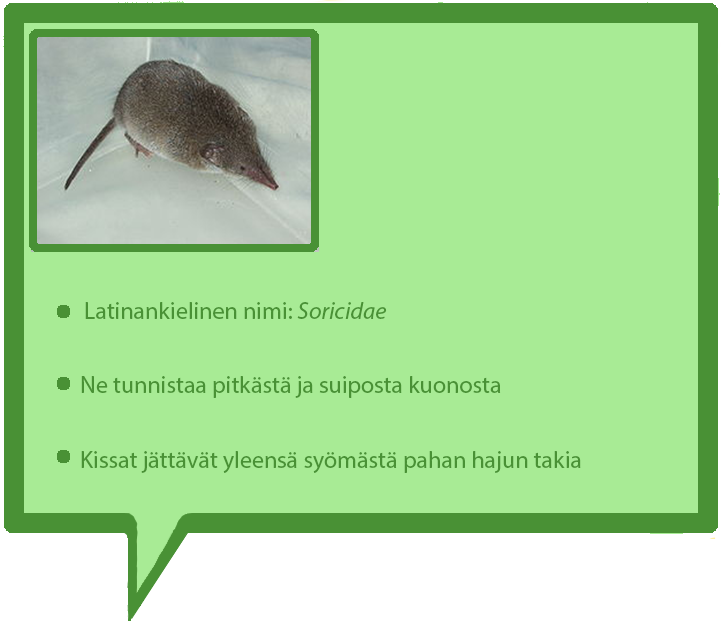 Latinankielinen nimi: Soricidae
Ne tunnistaa pitkästä ja suiposta kuonosta
Kissat jättävät yleensä syömästä pahan hajun takia